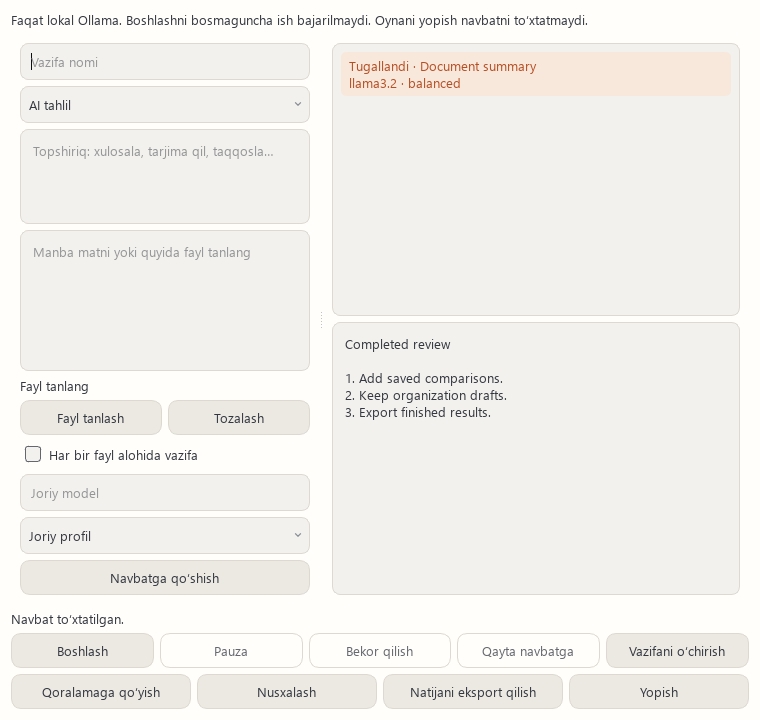 Faqat lokal Ollama. Boshlashni bosmaguncha ish bajarilmaydi. Oynani yopish navbatni to‘xtatmaydi.
Vazifa nomi
AI tahlil
Topshiriq: xulosala, tarjima qil, taqqosla...
Manba matni yoki quyida fayl tanlang
Fayl tanlang
Fayl tanlash
Tozalash
Har bir fayl alohida vazifa
Joriy model
Joriy profil
Navbatga qo‘shish
Tugallandi · Document summary
llama3.2 · balanced
Completed review
1. Add saved comparisons.
2. Keep organization drafts.
3. Export finished results.
Navbat to‘xtatilgan.
Boshlash
Pauza
Bekor qilish
Qayta navbatga
Vazifani o‘chirish
Qoralamaga qo‘yish
Nusxalash
Natijani eksport qilish
Yopish